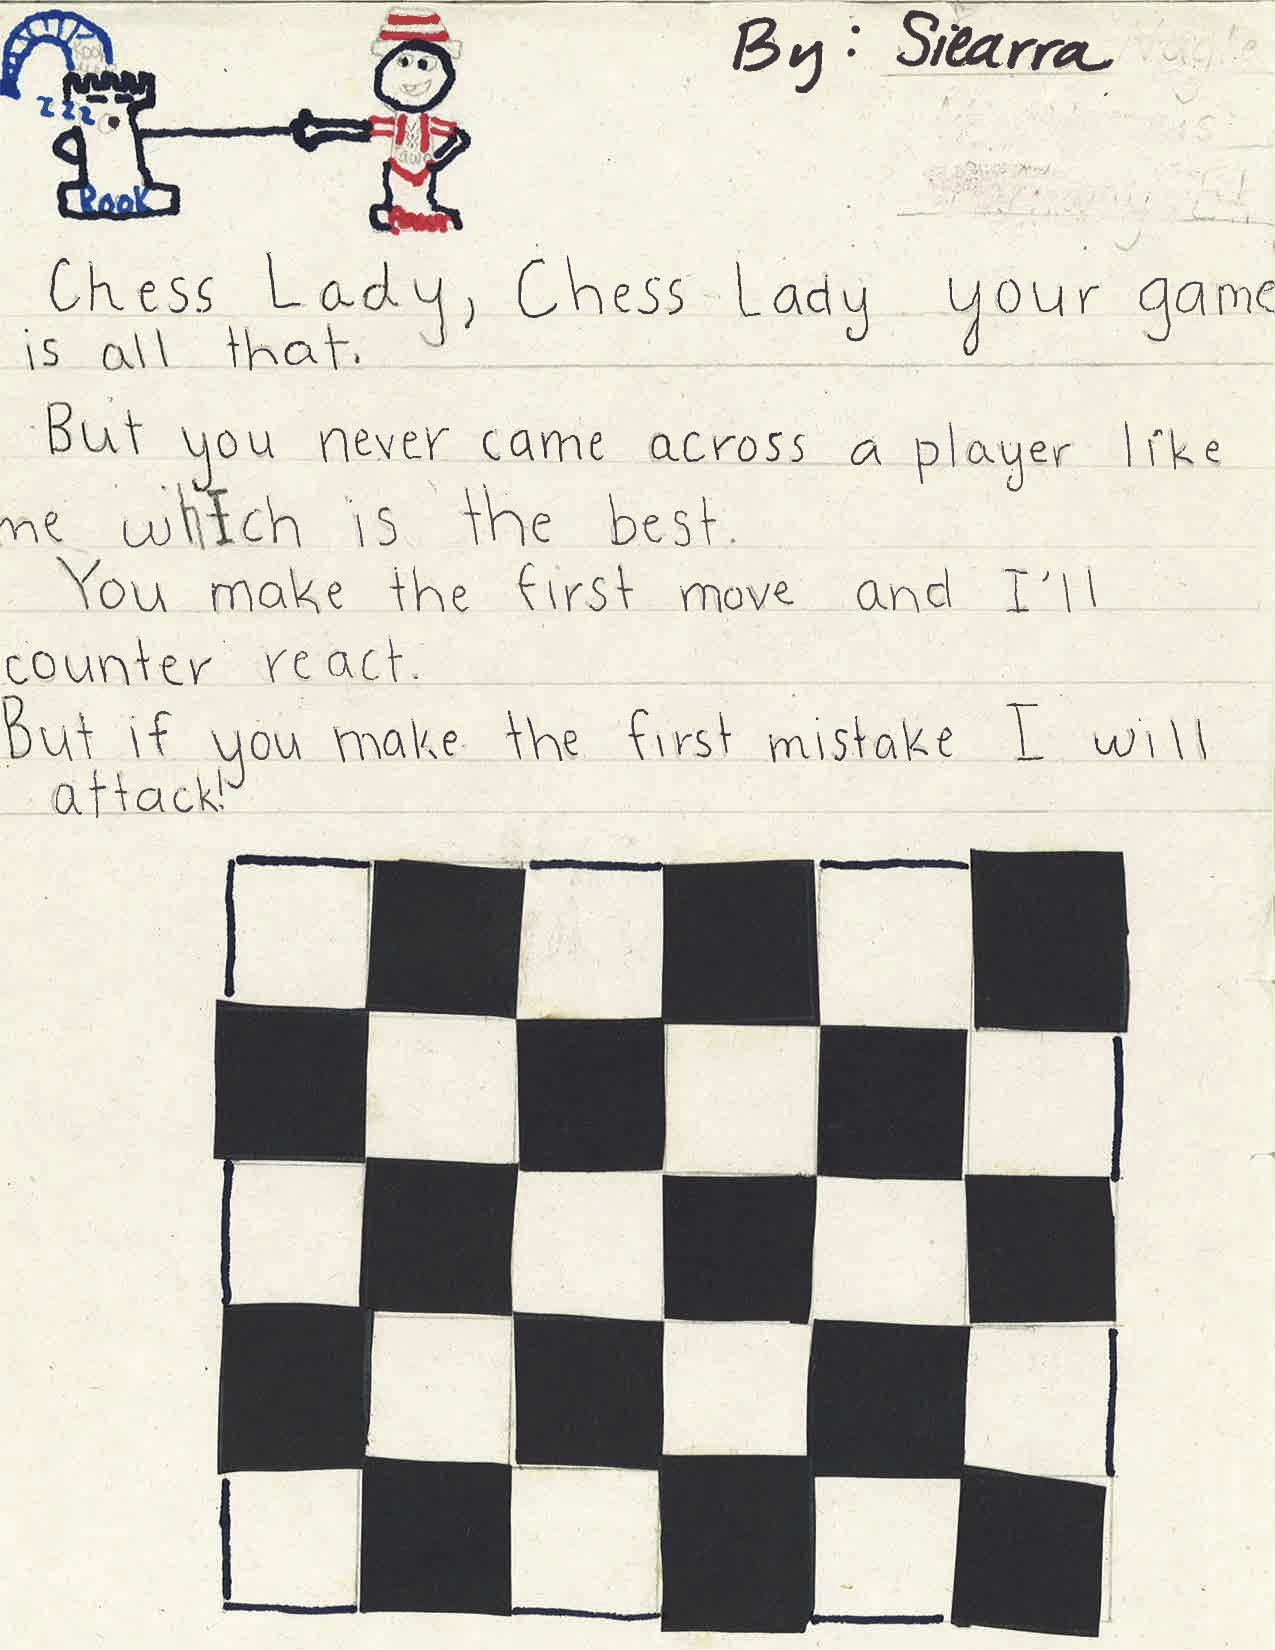 By: Siearra
zzz
ROOK
Chess Lady, Chess Lady your game
is all that.
But you never came across a player like
me which is the best.
You make the first move and I'll
counter react.
But if you make the first mistake I will
attack!